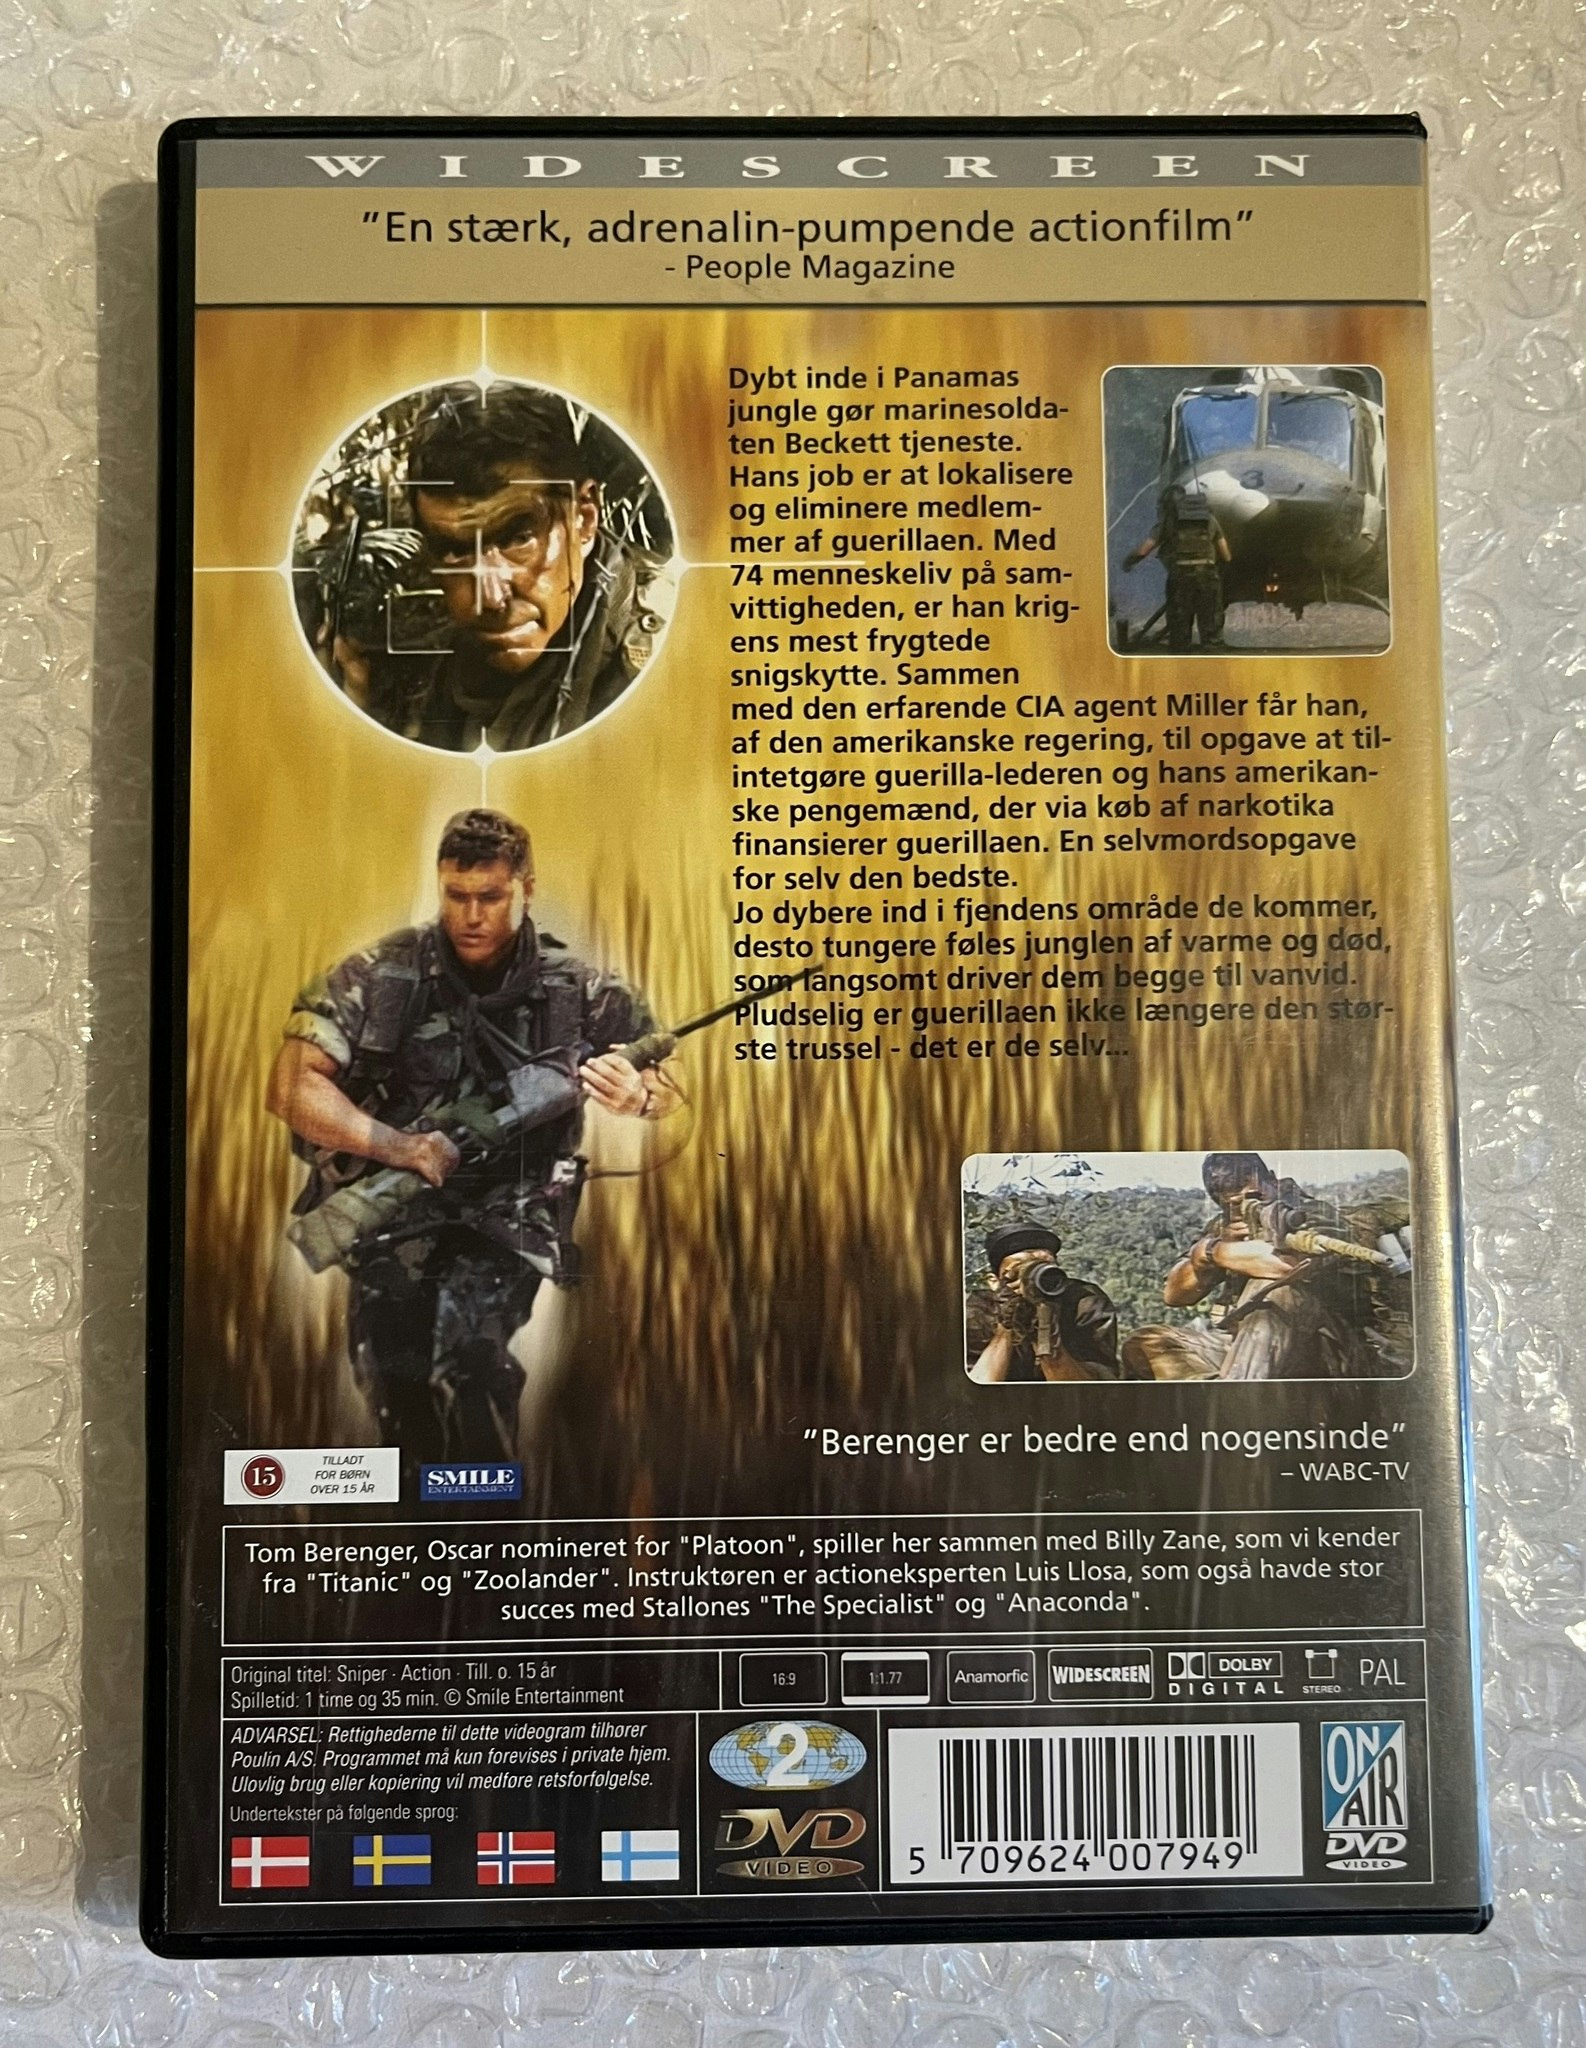 WIDESCREEN
"En stærk, adrenalin-pumpende actionfilm"
- People Magazine
Dybt inde i Panamas
jungle gør marinesolda-
ten Beckett tjeneste.
Hans job er at lokalisere
og eliminere medlem-
mer af guerillaen. Med
74 menneskeliv på sam-
vittigheden, er han krig-
ens mest frygtede
snigskytte. Sammen
med den erfarende CIA agent Miller får han,
af den amerikanske regering, til opgave at til-
intetgøre guerilla-lederen og hans amerikan-
ske pengemænd, der via køb af narkotika
finansierer guerillaen. En selvmordsopgave
for selv den bedste.
Jo dybere ind i fjendens område de kommer,
desto tungere føles junglen af varme og død,
som langsomt driver dem begge til vanvid.
Pludselig er guerillaen ikke længere den stør-
ste trussel - det er de selv...
3
"Berenger er bedre end nogensinde"
– WABC-TV
15
TILLADT
FOR BØRN
OVER 15 ÅR
SMILE
ENTERTAINMENT
Tom Berenger, Oscar nomineret for "Platoon", spiller her sammen med Billy Zane, som vi kender
fra "Titanic" og "Zoolander". Instruktøren er actioneksperten Luis Llosa, som også havde stor
succes med Stallones "The Specialist" og "Anaconda".
Original titel: Sniper · Action · Till. o. 15 år
Spilletid: 1 time og 35 min. © Smile Entertainment
16:9
1:1.77
Anamorfic
WIDESCREEN
DOLBY
DIGITAL
STEREO
PAL
ADVARSEL: Rettighederne til dette videogram tilhører
Poulin A/S. Programmet må kun forevises i private hjem.
Ulovlig brug eller kopiering vil medføre retsforfølgelse.
Undertekster på følgende sprog:
2
DVD
VIDEO
5 709624 007949
ON
AIR
DVD
VIDEO